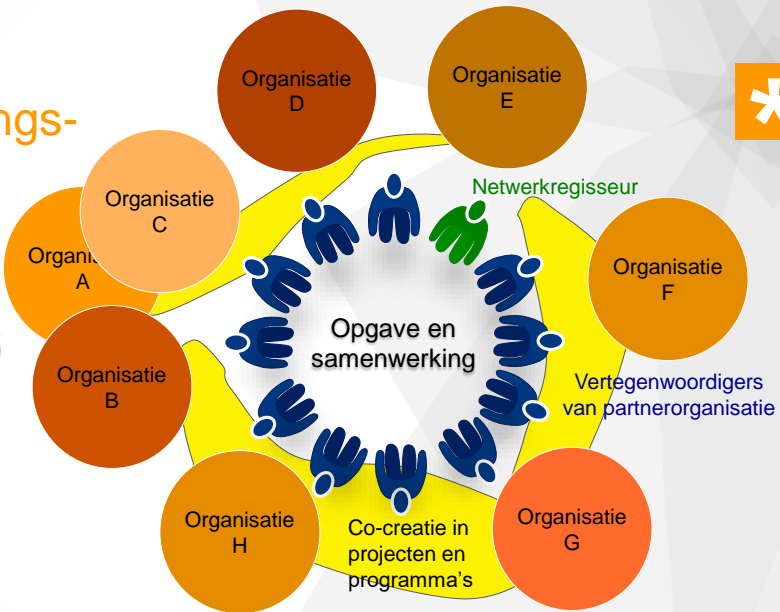 ngs-
Organisatie
D
Organisatie
E
Organisatie
C
Netwerkregisseur
Organis
A
Organisatie
F
Opgave en
samenwerking
Organisatie
B
Vertegenwoordigers
van partnerorganisatie
Organisatie
H
Co-creatie in
projecten en
programma's
Organisatie
G